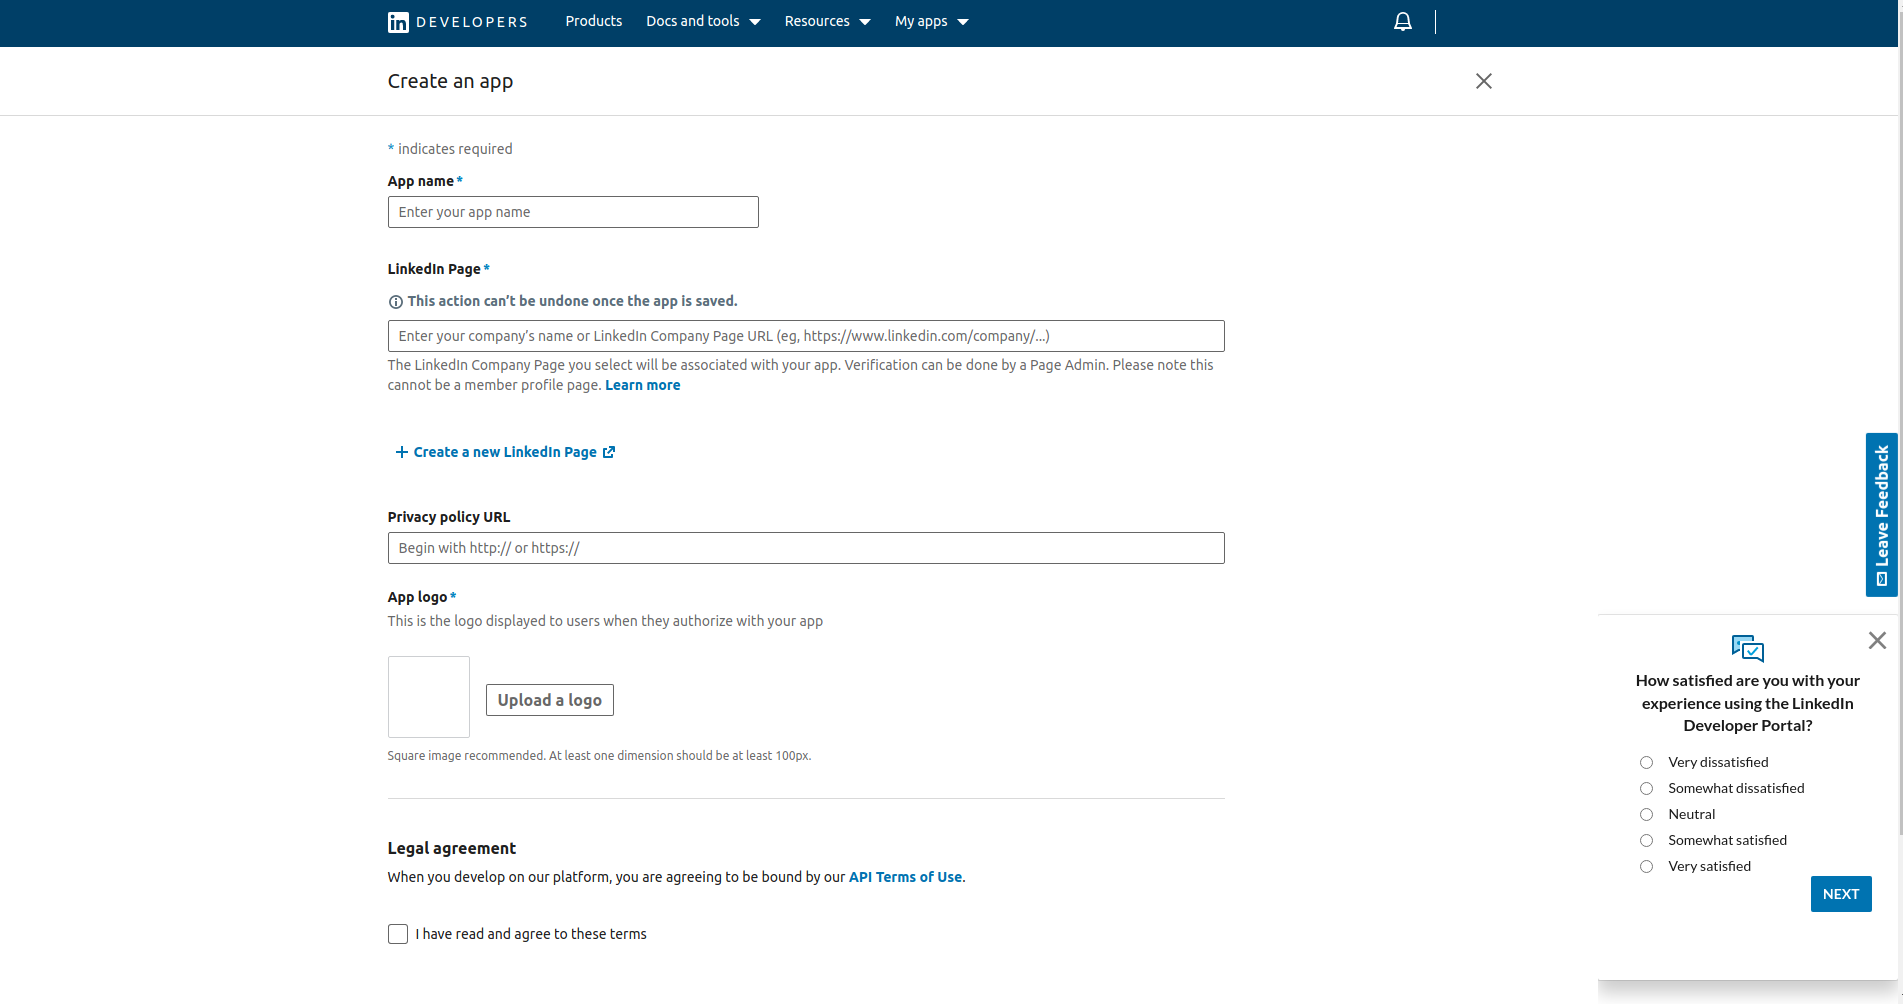 in DEVELOPERS Products Docs and tools Resources My apps
Create an app
* indicates required
App name*
Enter your app name
LinkedIn Page*
This action can’t be undone once the app is saved.
Enter your company’s name or LinkedIn Company Page URL (eg, https://www.linkedin.com/company/...)
The LinkedIn Company Page you select will be associated with your app. Verification can be done by a Page Admin. Please note this
cannot be a member profile page. Learn more
+ Create a new LinkedIn Page
Privacy policy URL
Begin with http:// or https://
App logo*
This is the logo displayed to users when they authorize with your app
Upload a logo
Square image recommended. At least one dimension should be at least 100px.
Legal agreement
When you develop on our platform, you are agreeing to be bound by our API Terms of Use.
I have read and agree to these terms
Leave Feedback
How satisfied are you with your
experience using the LinkedIn
Developer Portal?
Very dissatisfied
Somewhat dissatisfied
Neutral
Somewhat satisfied
Very satisfied
NEXT